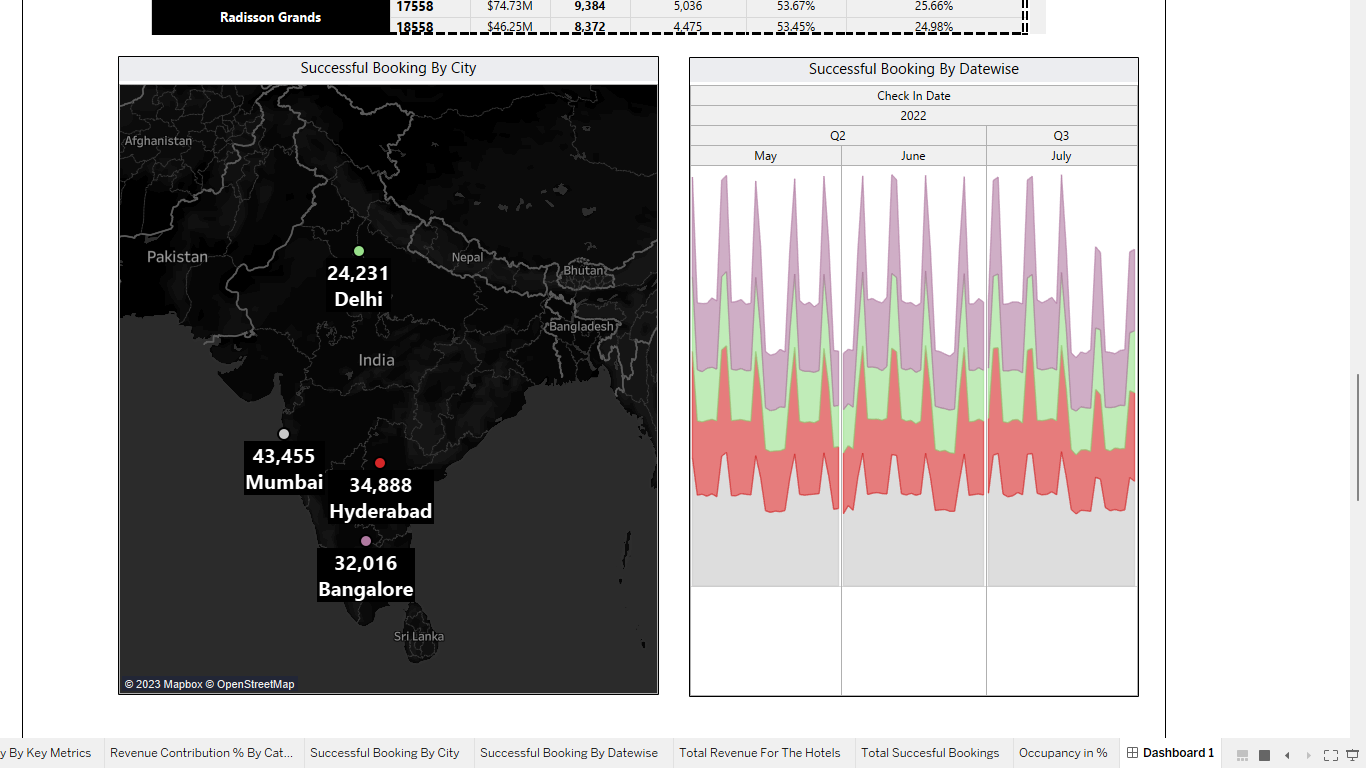 17558 $74.73M 9,384 5,036 53.67% 25.66%
Radisson Grands
18558 $46.25M 8,372 4,475 53.45% 24.98%
Successful Booking By City
Afghanistan
Pakistan
Nepal
Bhutan
Bangladesh
India
Sri Lanka
24,231
Delhi
43,455
Mumbai
34,888
Hyderabad
32,016
Bangalore
© 2023 Mapbox © OpenStreetMap
Successful Booking By Datewise
Check In Date
2022
Q2 Q3
May June July
y By Key Metrics Revenue Contribution % By Cat... Successful Booking By City Successful Booking By Datewise Total Revenue For The Hotels Total Succesful Bookings Occupancy in % Dashboard 1